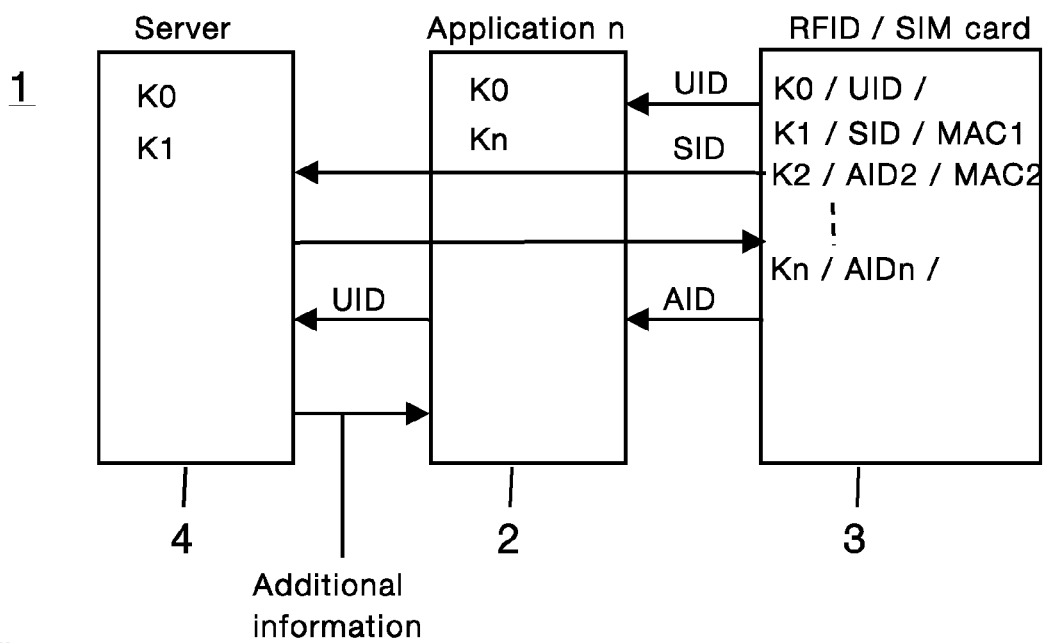 Server
Application n
RFID / SIM card
1
K0
K1
K0
Kn
UID
SID
K0 / UID /
K1 / SID / MAC1
K2 / AID2 / MAC2
Kn / AIDn /
UID
AID
4
2
3
Additional
information